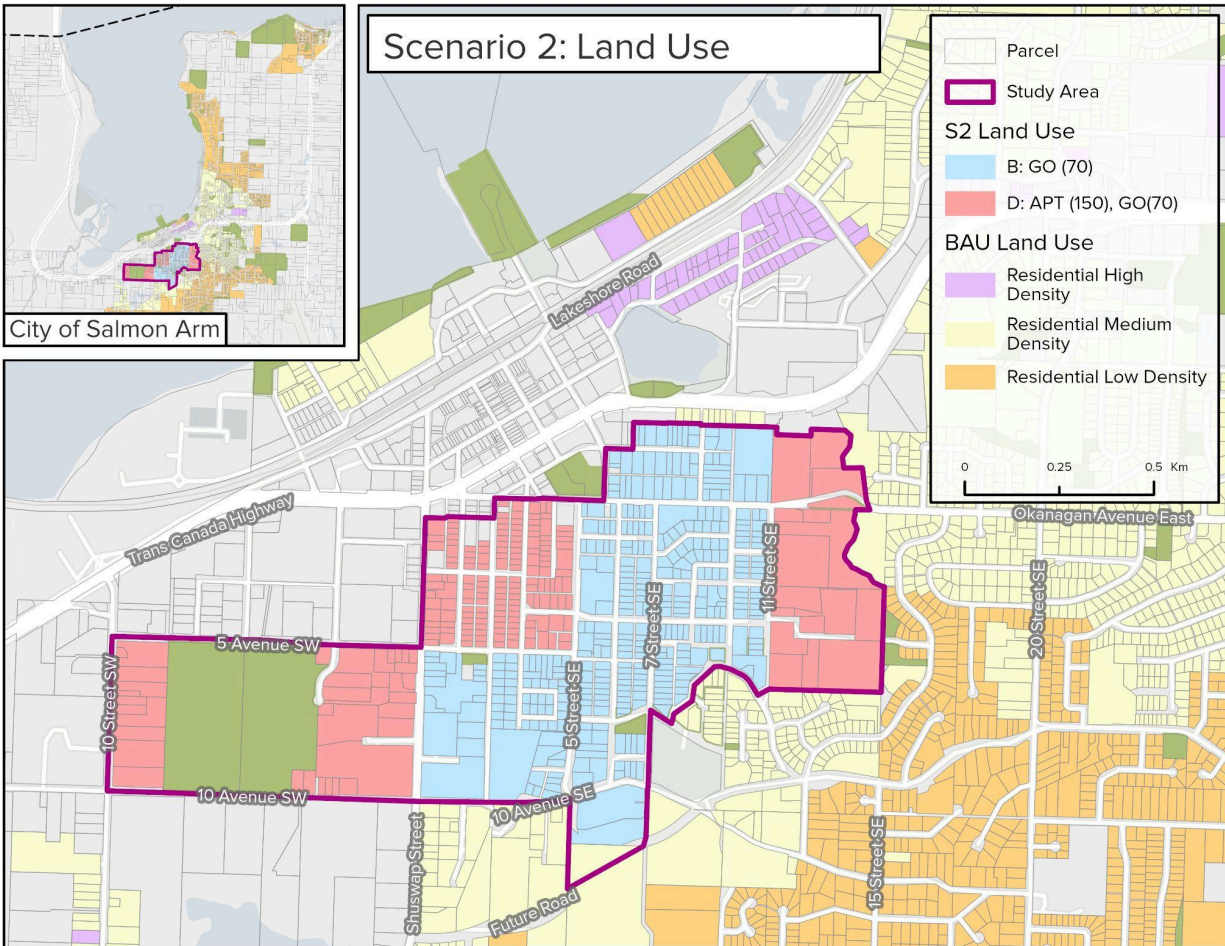 Scenario 2: Land Use
City of Salmon Arm
Parcel
Study Area
S2 Land Use
B: GO (70)
D: APT (150), GO(70)
BAU Land Use
Residential High
Density
Residential Medium
Density
Residential Low Density
0 0.25 0.5 Km
Lakeshore Road
Trans Canada Highway
Okanagan Avenue East
5 Avenue SW
10 Street SW
10 Avenue SW
5 Street SE
7 Street SE
11 Street SE
20 Street SE
10 Avenue SE
Shuswap Street
15 Street SE
Future Road